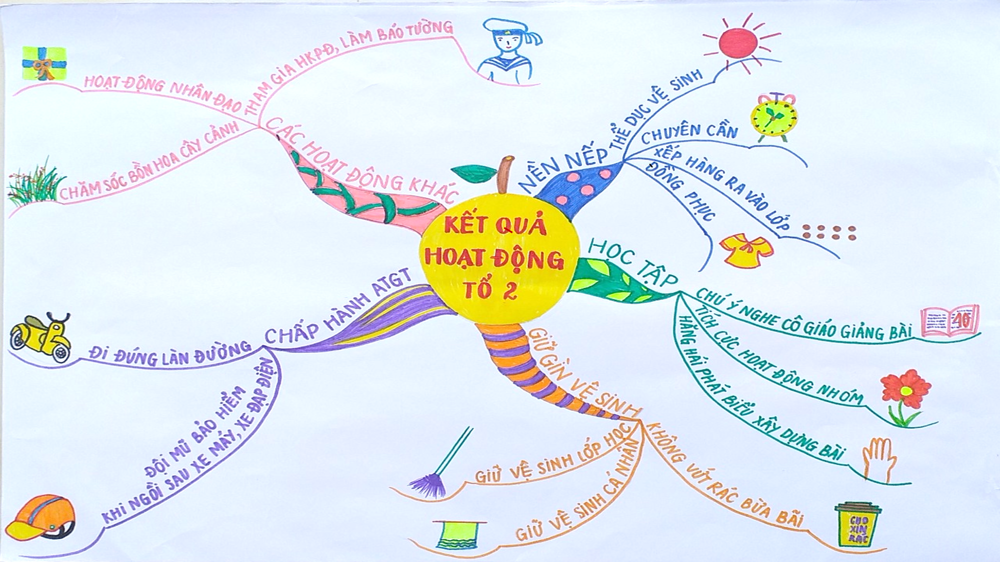 KẾT QUẢ
HOẠT ĐỘNG
TỔ 2
NỀN NẾP
THỂ DỤC VỆ SINH
CHUYÊN CẦN
XẾP HÀNG RA VÀO LỚP
ĐỒNG PHỤC
HỌC TẬP
CHÚ Ý NGHE CÔ GIÁO GIẢNG BÀI
10
TÍCH CỰC HOẠT ĐỘNG NHÓM
HĂNG HÁI PHÁT BIỂU XÂY DỰNG BÀI
GIỮ GÌN VỆ SINH
KHÔNG VỨT RÁC BỪA BÃI
CHO
XIN
RÁC
GIỮ VỆ SINH LỚP HỌC
GIỮ VỆ SINH CÁ NHÂN
CHẤP HÀNH ATGT
ĐI ĐÚNG LÀN ĐƯỜNG
ĐỘI MŨ BẢO HIỂM
KHI NGỒI SAU XE MÁY, XE ĐẠP ĐIỆN
CÁC HOẠT ĐỘNG KHÁC
THAM GIA HKPĐ, LÀM BÁO TƯỜNG
HOẠT ĐỘNG NHÂN ĐẠO
CHĂM SÓC BỒN HOA CÂY CẢNH